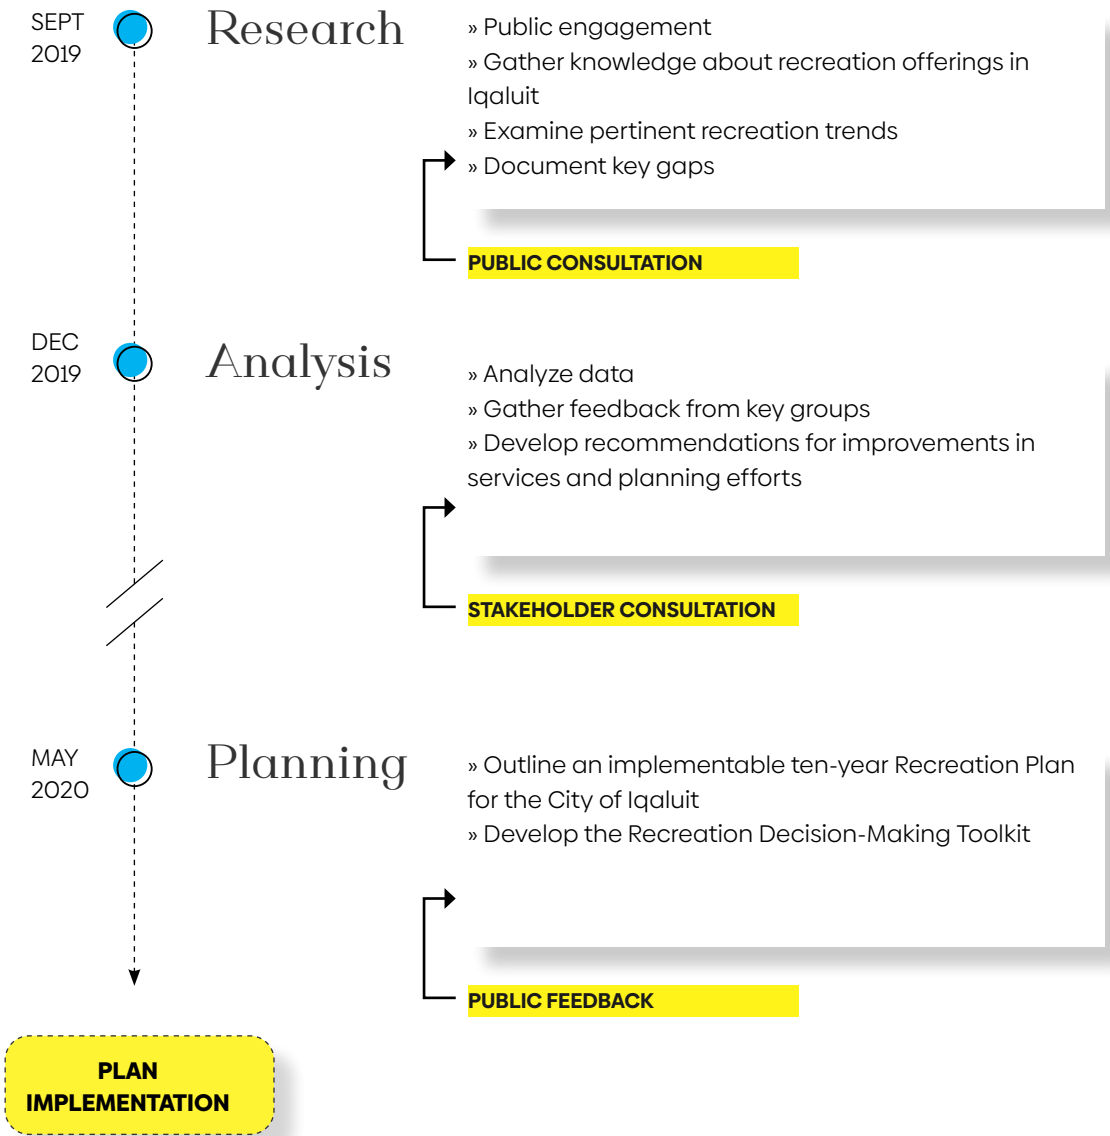 SEPT
2019
Research
» Public engagement
» Gather knowledge about recreation offerings in
Iqaluit
» Examine pertinent recreation trends
» Document key gaps
PUBLIC CONSULTATION
DEC
2019
Analysis
» Analyze data
» Gather feedback from key groups
» Develop recommendations for improvements in
services and planning efforts
STAKEHOLDER CONSULTATION
MAY
2020
Planning
» Outline an implementable ten-year Recreation Plan
for the City of Iqaluit
» Develop the Recreation Decision-Making Toolkit
PUBLIC FEEDBACK
PLAN
IMPLEMENTATION